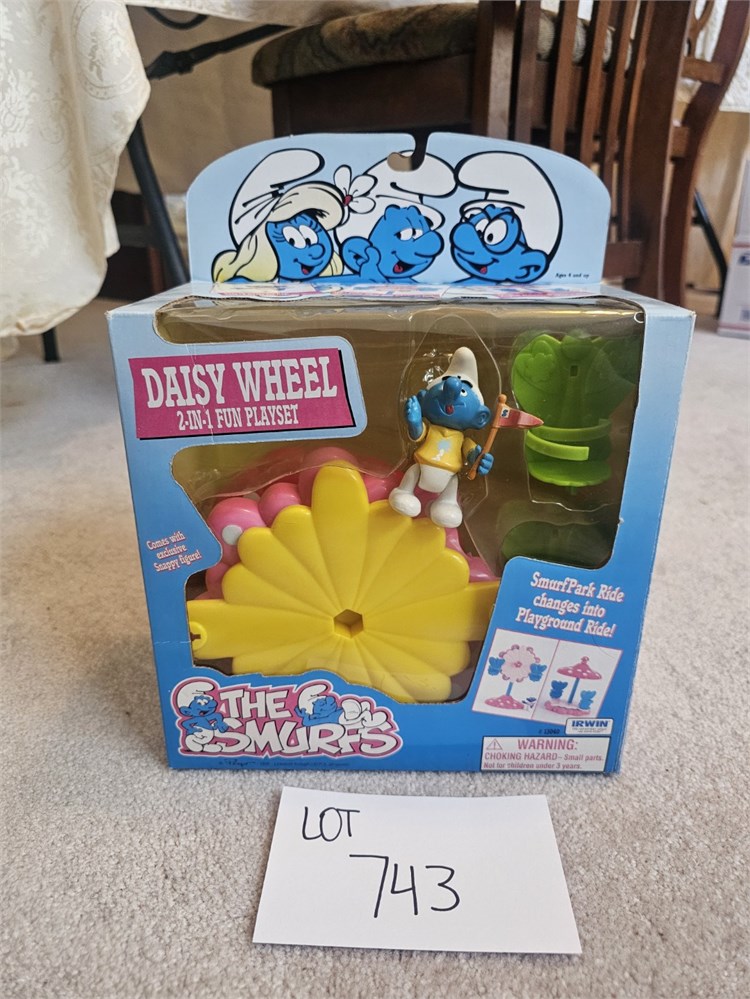 Ages 4 and up
DAISY WHEEL
2-IN-1 FUN PLAYSET
Comes with
exclusive
Snappy figure!
SmurfPark Ride
changes into
Playground Ride!
THE
SMURFS
IRWIN
WARNING:
CHOKING HAZARD– Small parts.
Not for children under 3 years.
LOT
743